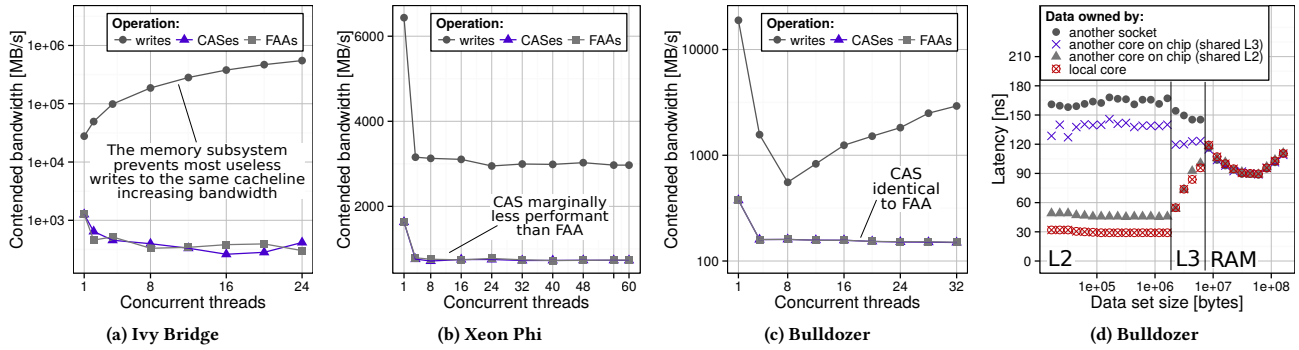 Contended bandwidth [MB/s]
1e+06
1e+05
1e+04
1e+03
Operation:
writes CASes FAAs
The memory subsystem
prevents most useless
writes to the same cacheline
increasing bandwidth
1 8 16 24
Concurrent threads
(a) Ivy Bridge
Contended bandwidth [MB/s]
6000
4000
2000
Operation:
writes CASes FAAs
CAS marginally
less performant
than FAA
1 8 16 24 32 40 48 56 60
Concurrent threads
(b) Xeon Phi
Contended bandwidth [MB/s]
10000
1000
100
Operation:
writes CASes FAAs
CAS
identical
to FAA
1 8 16 24 32
Concurrent threads
(c) Bulldozer
Data owned by:
another socket
another core on chip (shared L3)
another core on chip (shared L2)
local core
Latency [ns]
210
180
150
120
90
60
30
0
L2 L3 RAM
1e+05 1e+06 1e+07 1e+08
Data set size [bytes]
(d) Bulldozer